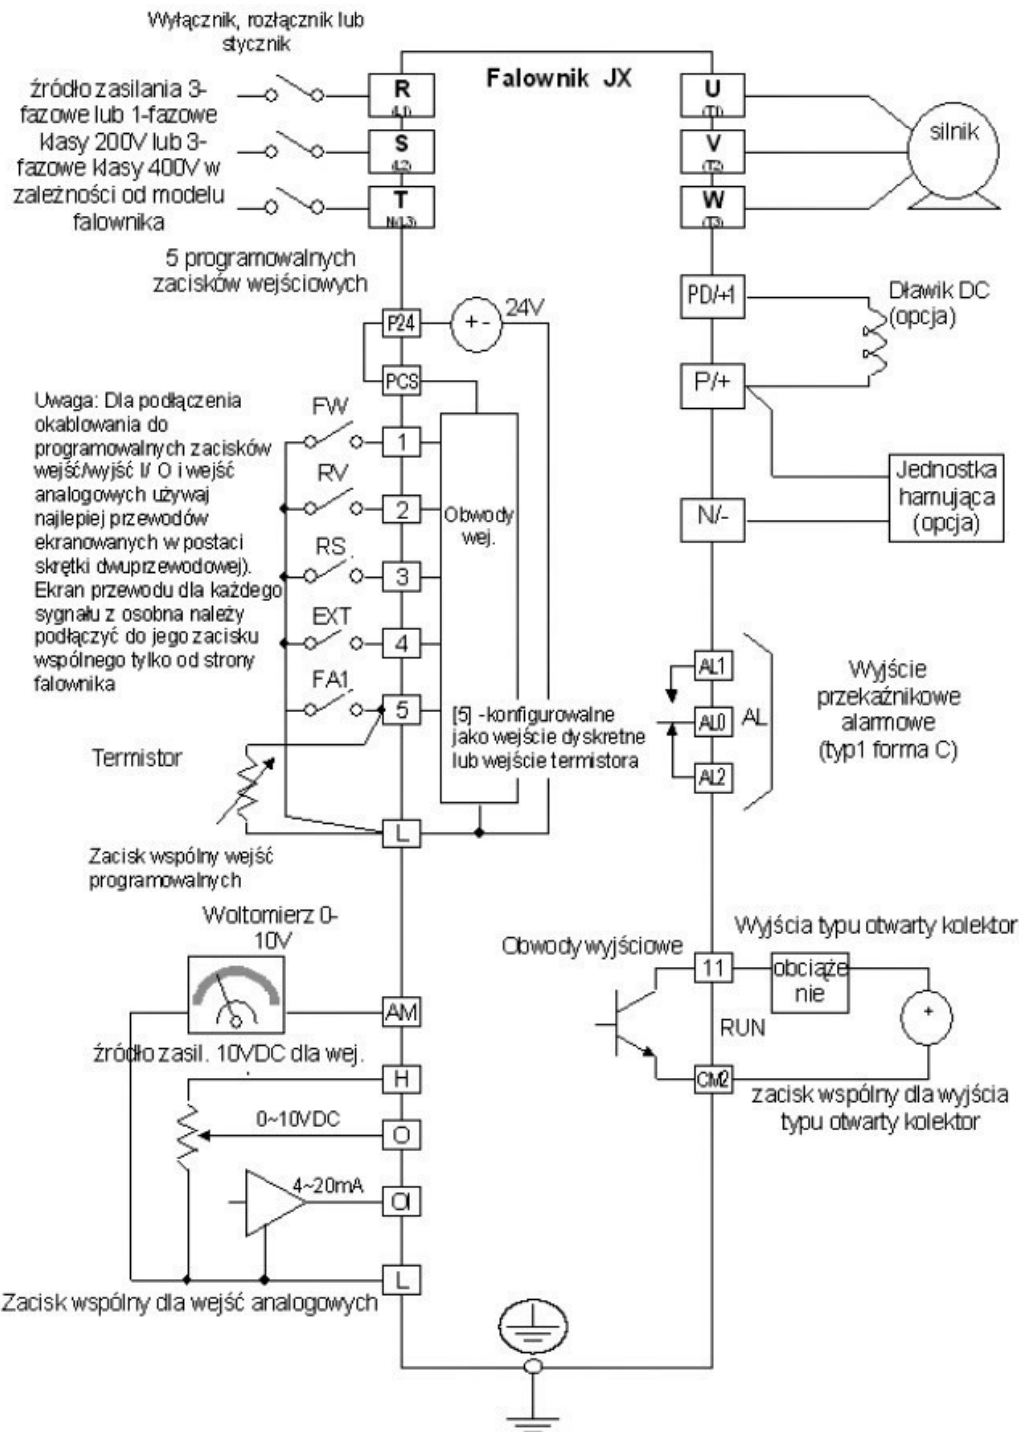 Wyłącznik, rozłącznik lub
stycznik
Falownik JX
źródło zasilania 3-
fazowe lub 1-fazowe
klasy 200V lub 3-
fazowe klasy 400V w
zależności od modelu
falownika
R
(L1)
S
(L2)
T
N(L3)
U
(T1)
V
(T2)
W
(T3)
silnik
5 programowalnych
zacisków wejściowych
PD/+1
Dławik DC
(opcja)
P24
+ -
24V
PCS
P/+
Uwaga: Dla podłączenia
okablowania do
programowalnych zacisków
wejść/wyjść I/ O i wejść
analogowych używaj
najlepiej przewodów
ekranowanych w postaci
skrętki dwuprzewodowej).
Ekran przewodu dla każdego
sygnału z osobna należy
podłączyć do jego zacisku
wspólnego tylko od strony
falownika
FW
1
RV
2
RS
3
EXT
4
FA1
5
Obwody
wej.
Jednostka
hamująca
(opcja)
N/-
[5] -konfigurowalne
jako wejście dyskretne
lub wejście termistora
AL1
AL0
AL2
AL
Wyjście
przekaźnikowe
alarmowe
(typ1 forma C)
Termistor
L
Zacisk wspólny wejść
programowalnych
Woltomierz 0-
10V
AM
Obwody wyjściowe
Wyjścia typu otwarty kolektor
11
obciąże
nie
+
RUN
CM2
zacisk wspólny dla wyjścia
typu otwarty kolektor
źródło zasil. 10VDC dla wej.
H
0~10VDC
O
4~20mA
OI
L
Zacisk wspólny dla wejść analogowych